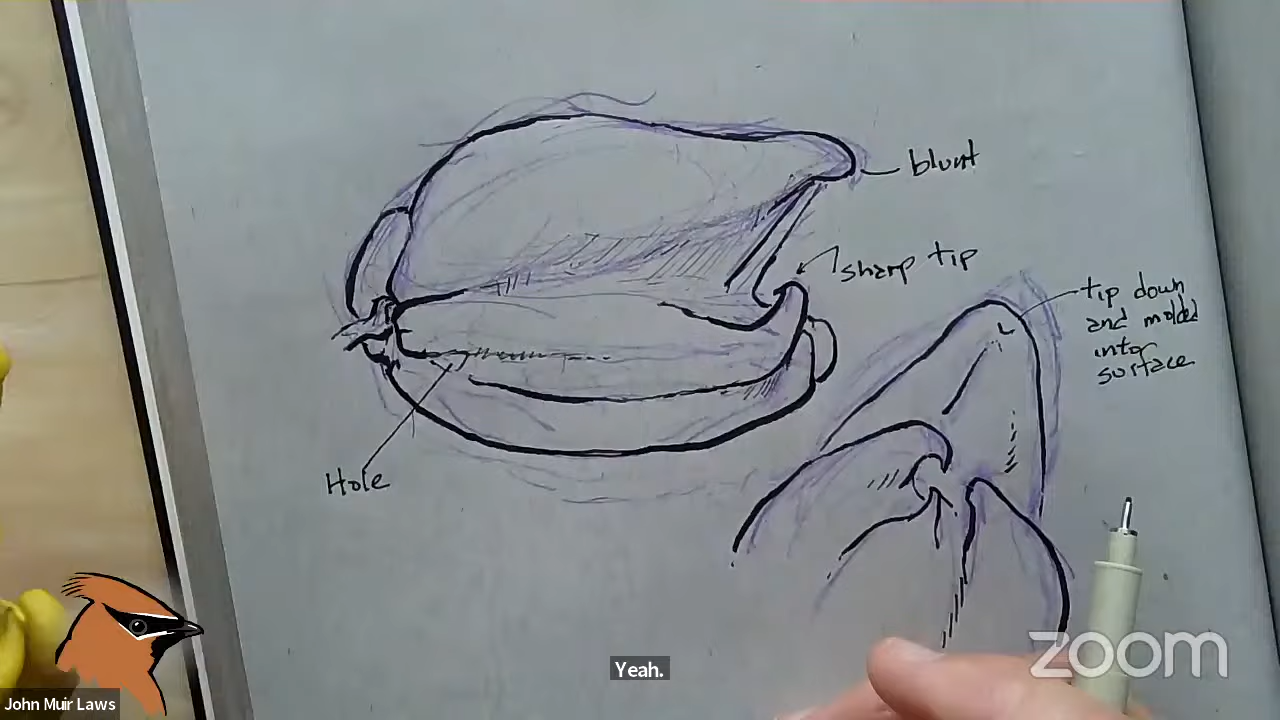 blunt
sharp tip
tip down
and molded
into
surface
Hole
Yeah.
zoom
John Muir Laws